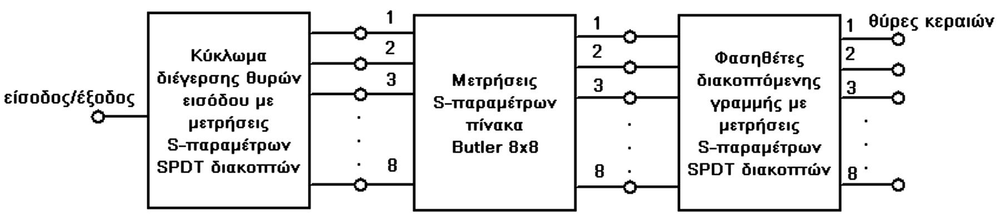 είσοδος/έξοδος
Κύκλωμα
διέγερσης θυρών
εισόδου με
μετρήσεις
S-παραμέτρων
SPDT διακοπτών
1
2
3
8
Μετρήσεις
S-παραμέτρων
πίνακα
Butler 8x8
1
2
3
8
Φασηθέτες
διακοπτόμενης
γραμμής με
μετρήσεις
S-παραμέτρων
SPDT διακοπτών
1
2
3
8
θύρες κεραιών